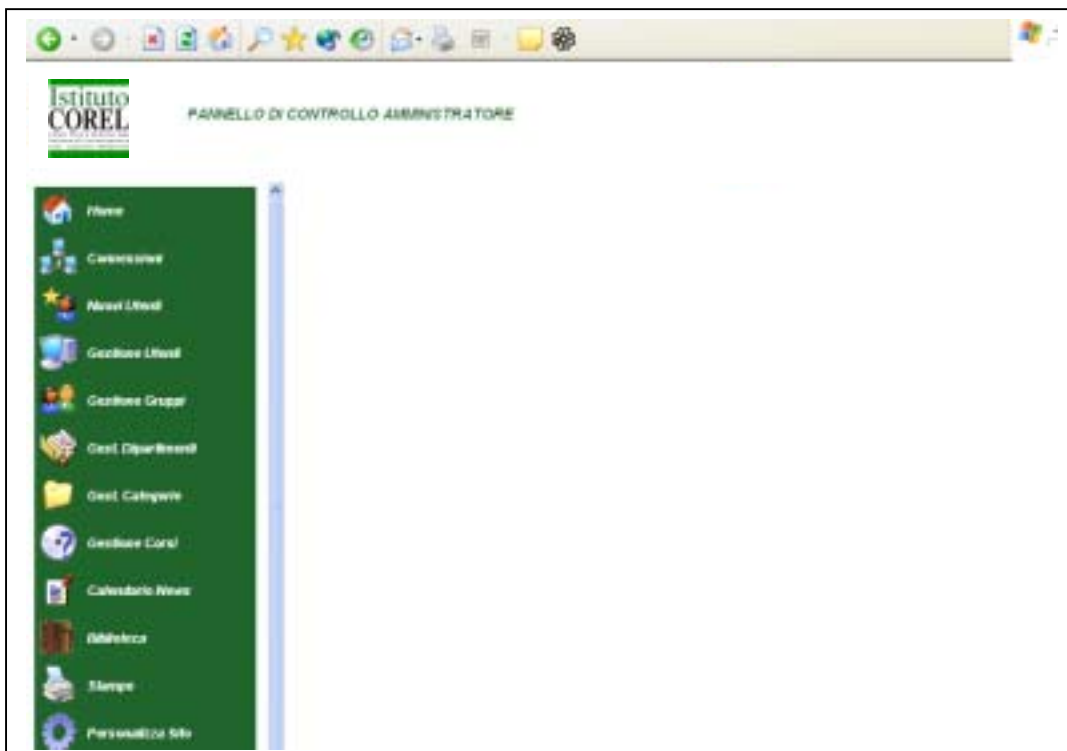 Istituto
COREL
PANNELLO DI CONTROLLO AMMINISTRATORE
Home
Connessioni
Nuovi Utenti
Gestione Utenti
Gestione Gruppi
Gest. Dipartimenti
Gest. Categorie
Gestione Corsi
Calendario News
Biblioteca
Stampe
Personalizza Sito